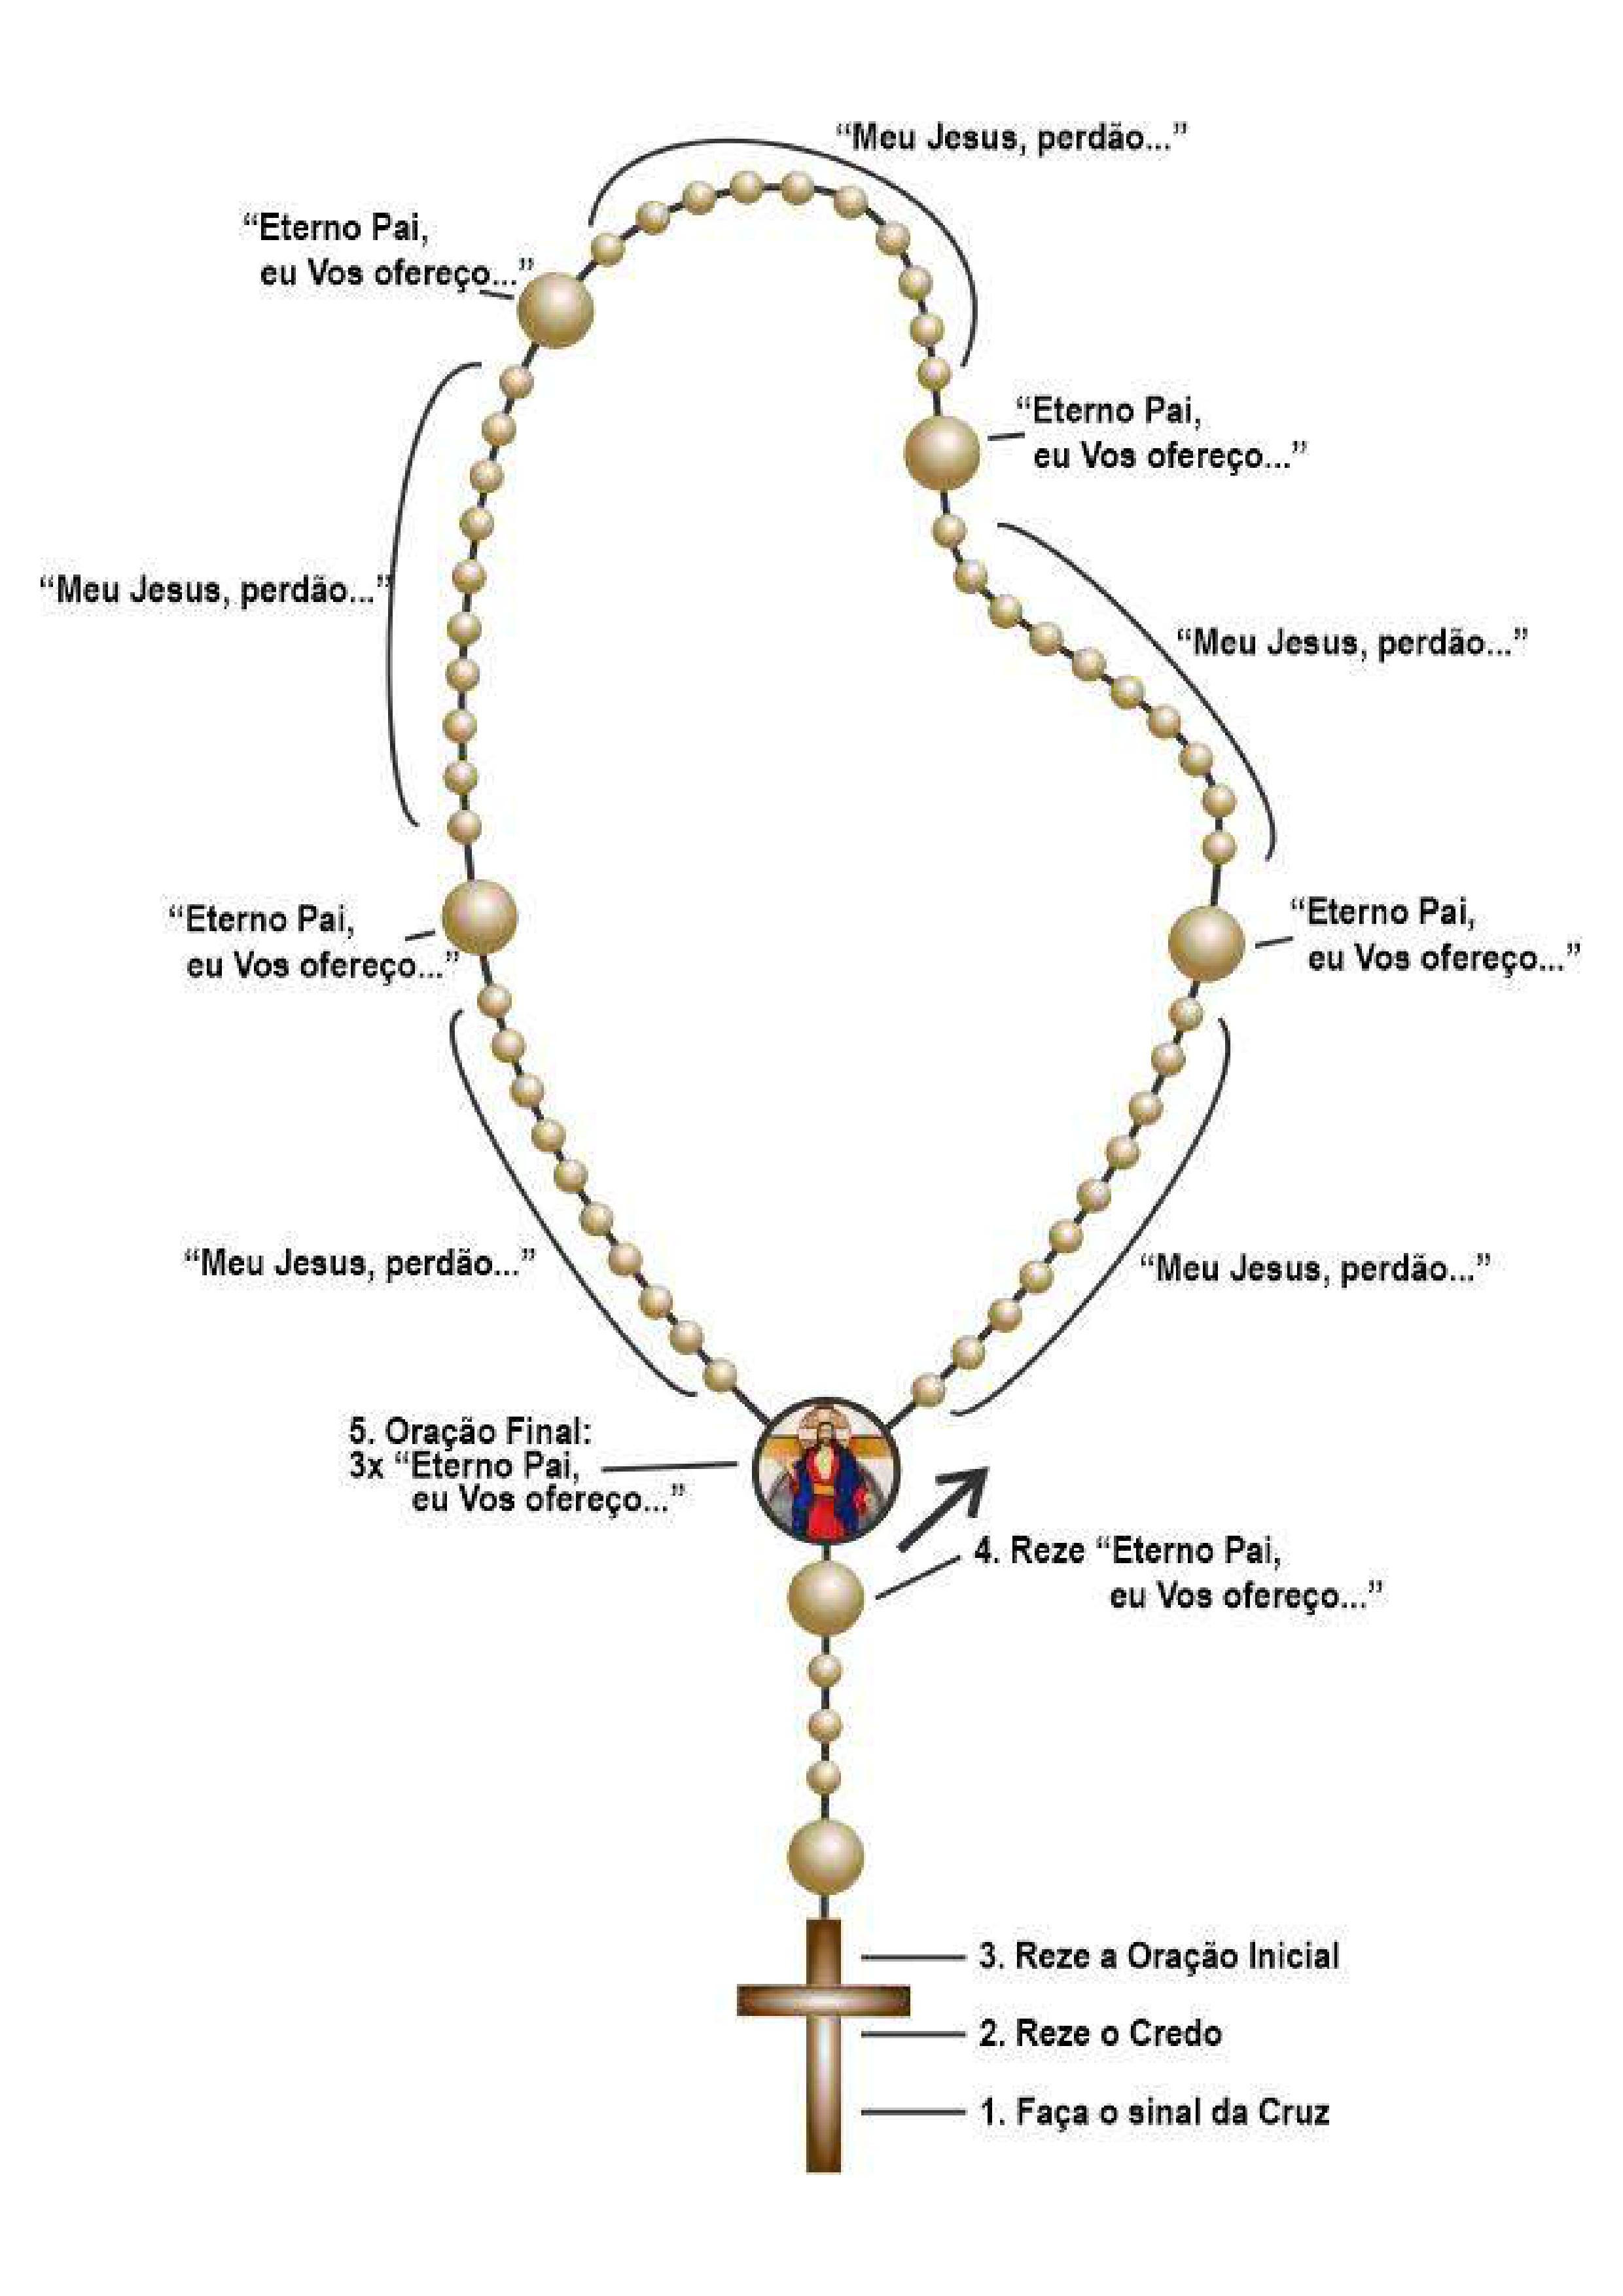 “Meu Jesus, perdão...”
“Eterno Pai,
eu Vos ofereço...”
“Eterno Pai,
eu Vos ofereço...”
“Meu Jesus, perdão...”
“Meu Jesus, perdão...”
“Eterno Pai,
eu Vos ofereço...”
“Eterno Pai,
eu Vos ofereço...”
“Meu Jesus, perdão...”
“Meu Jesus, perdão...”
5. Oração Final:
3x “Eterno Pai,
eu Vos ofereço...”
4. Reze “Eterno Pai,
eu Vos ofereço...”
3. Reze a Oração Inicial
2. Reze o Credo
1. Faça o sinal da Cruz